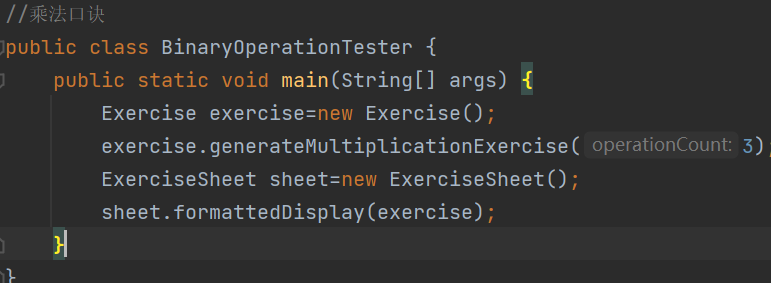 //乘法口诀
public class BinaryOperationTester {
public static void main(String[] args) {
Exercise exercise=new Exercise();
exercise.generateMultiplicationExercise( operationCount: 3);
ExerciseSheet sheet=new ExerciseSheet();
sheet.formattedDisplay(exercise);
}
}